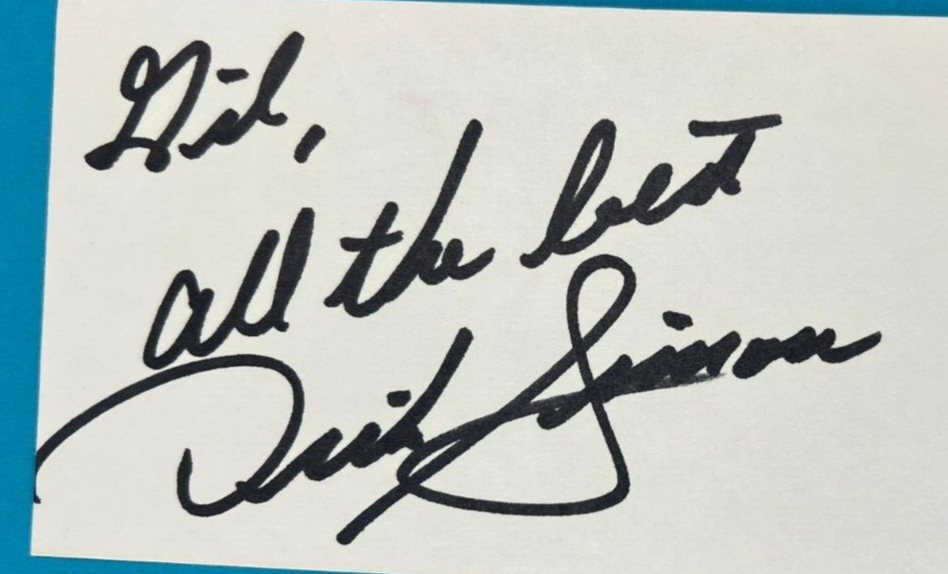 Gil,
all the best
Dick Simon